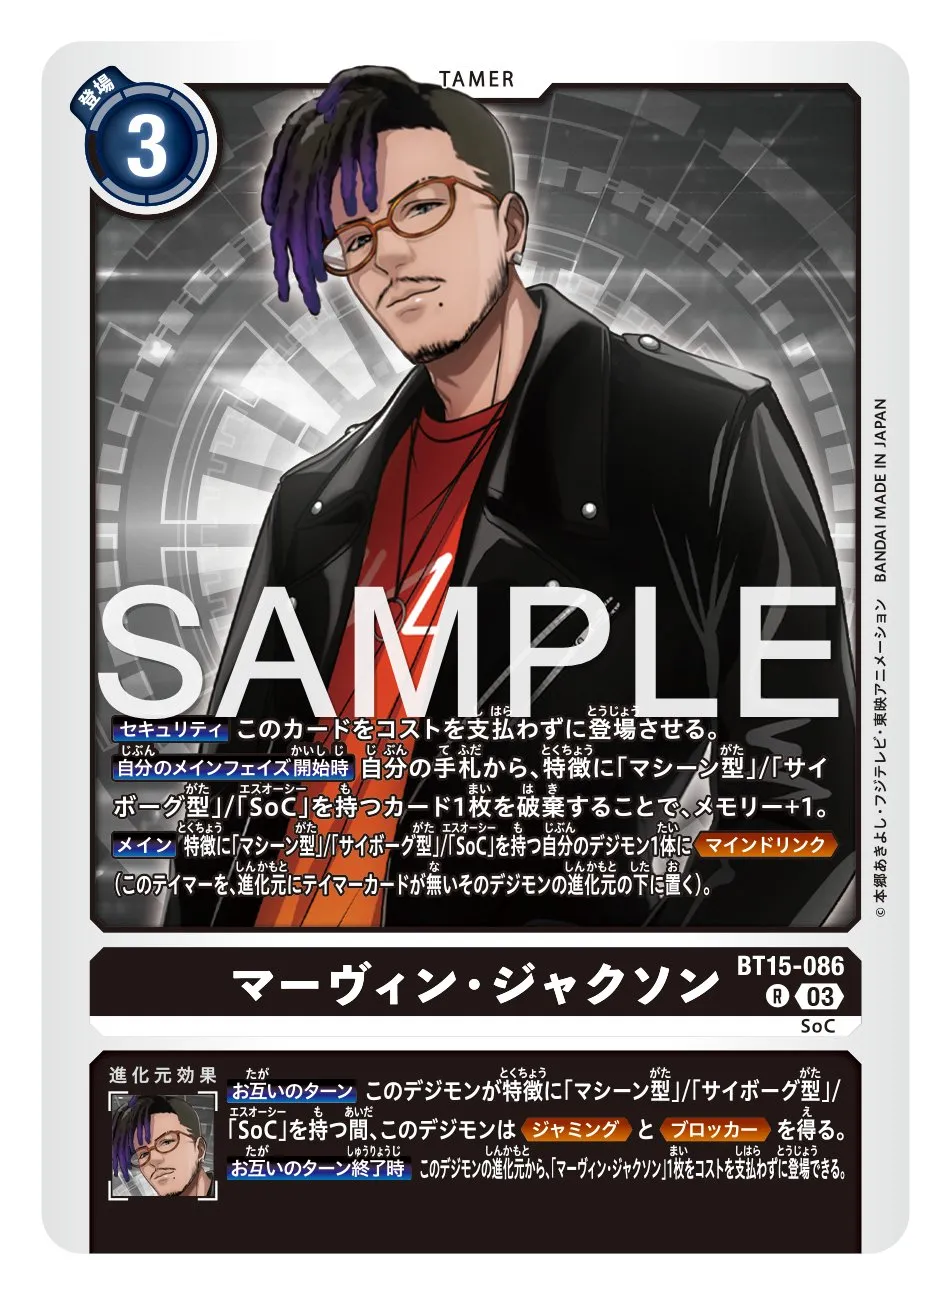 TAMER
登場
3
SAMPLE
セキュリティ このカードをコストを支払わずに登場させる。
自分のメインフェイズ開始時 自分の手札から、特徴に「マシーン型」/「サイ
ボーグ型」/「SoC」を持つカード1枚を破棄することで、メモリー+1。
メイン 特徴に「マシーン型」/「サイボーグ型」/「SoC」を持つ自分のデジモン1体に マインドリンク
(このテイマーを、進化元にテイマーカードが無いそのデジモンの進化元の下に置く)。
©本郷あきよし・フジテレビ・東映アニメーション BANDAI MADE IN JAPAN
マーヴィン・ジャクソン
BT15-086
R 03
SoC
進化元効果
お互いのターン このデジモンが特徴に「マシーン型」/「サイボーグ型」/
「SoC」を持つ間、このデジモンは ジャミング と ブロッカー を得る。
お互いのターン終了時 このデジモンの進化元から、「マーヴィン・ジャクソン」1枚をコストを支払わずに登場できる。